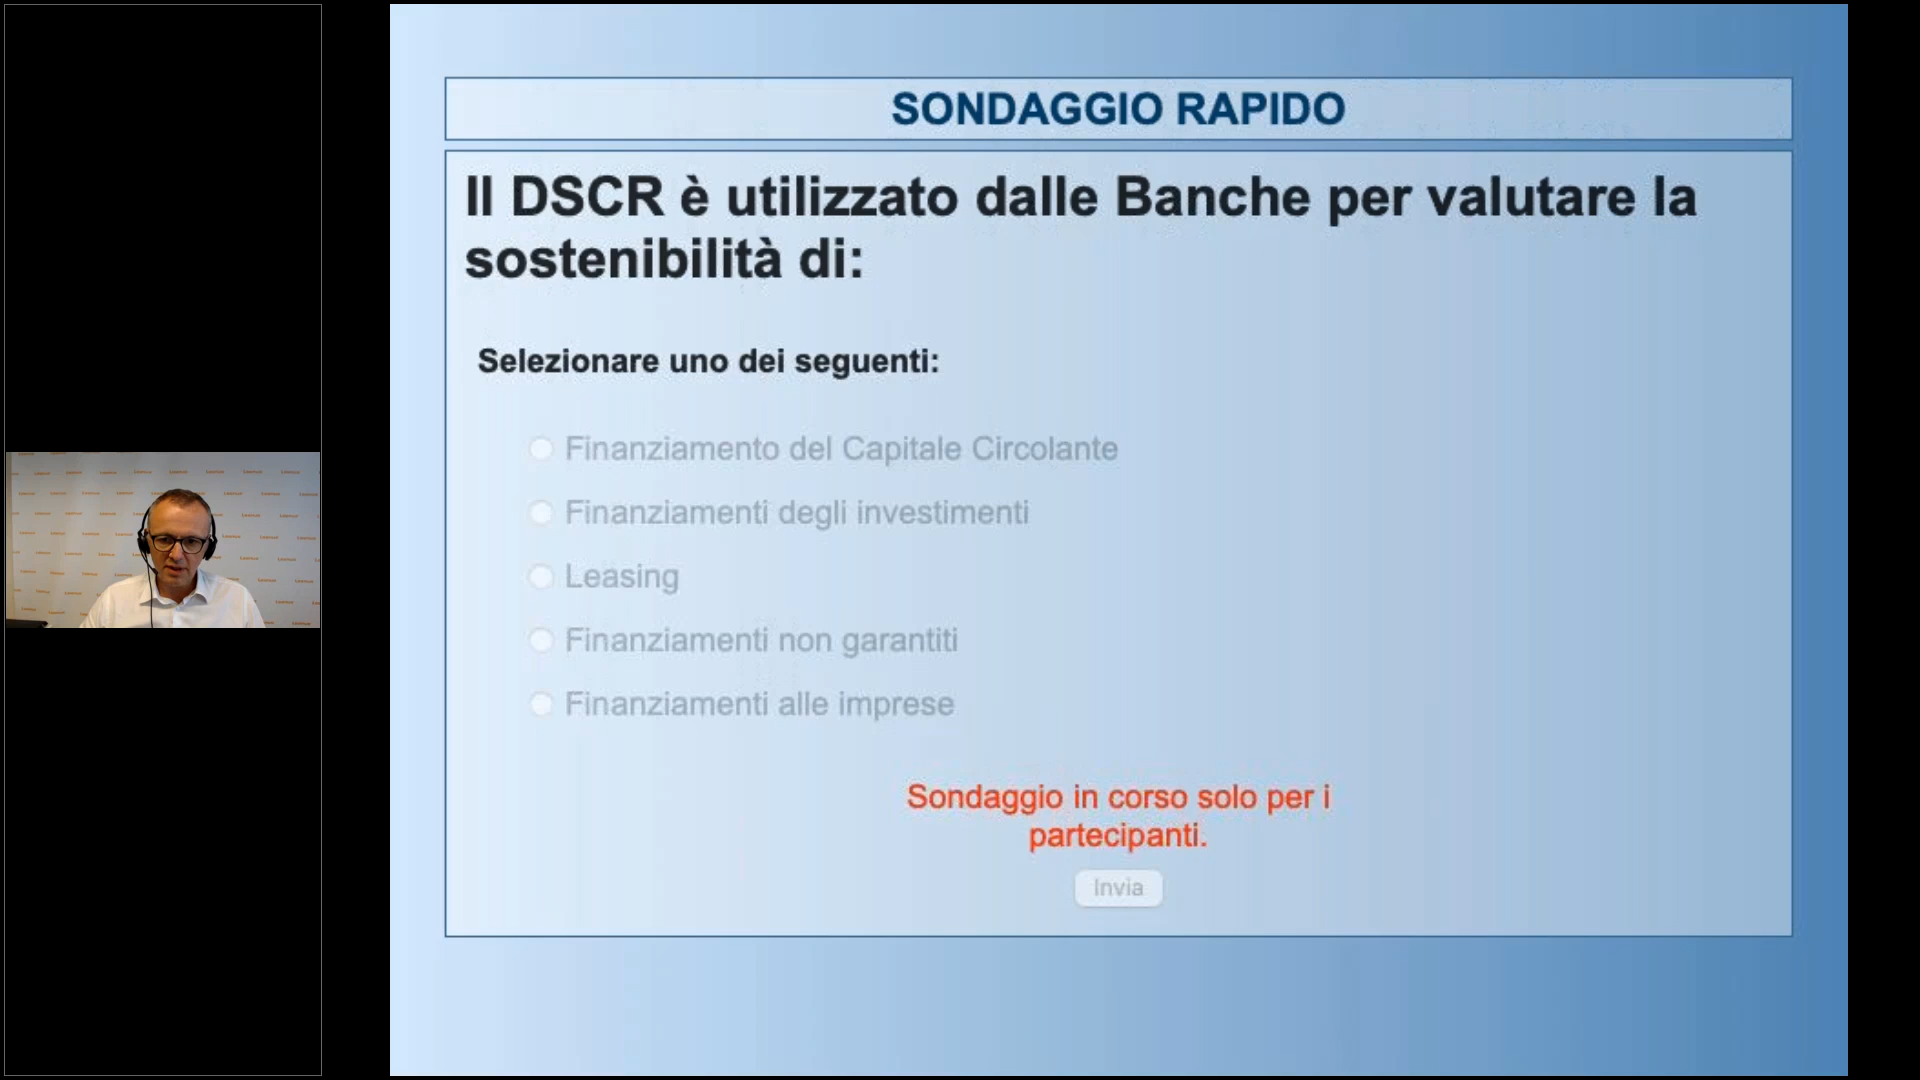 SONDAGGIO RAPIDO
Il DSCR è utilizzato dalle Banche per valutare la
sostenibilità di:
Selezionare uno dei seguenti:
Finanziamento del Capitale Circolante
Finanziamenti degli investimenti
Leasing
Finanziamenti non garantiti
Finanziamenti alle imprese
Sondaggio in corso solo per i
partecipanti.
Invia